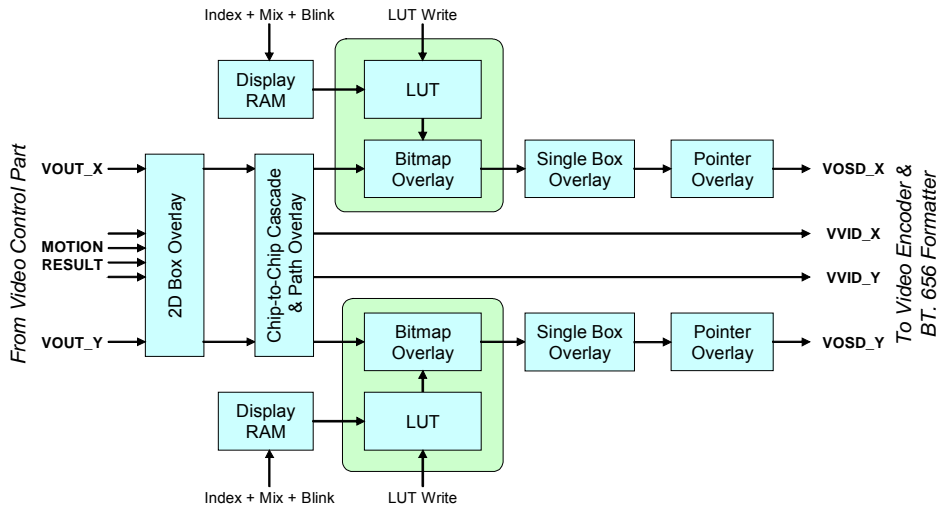 Index + Mix + Blink
LUT Write
Display
RAM
LUT
From Video Control Part
VOUT_X
2D Box Overlay
Chip-to-Chip Cascade
& Path Overlay
Bitmap
Overlay
Single Box
Overlay
Pointer
Overlay
VOSD_X
To Video Encoder &
BT. 656 Formatter
MOTION
RESULT
VVID_X
VVID_Y
VOUT_Y
Bitmap
Overlay
Single Box
Overlay
Pointer
Overlay
VOSD_Y
Display
RAM
LUT
Index + Mix + Blink
LUT Write